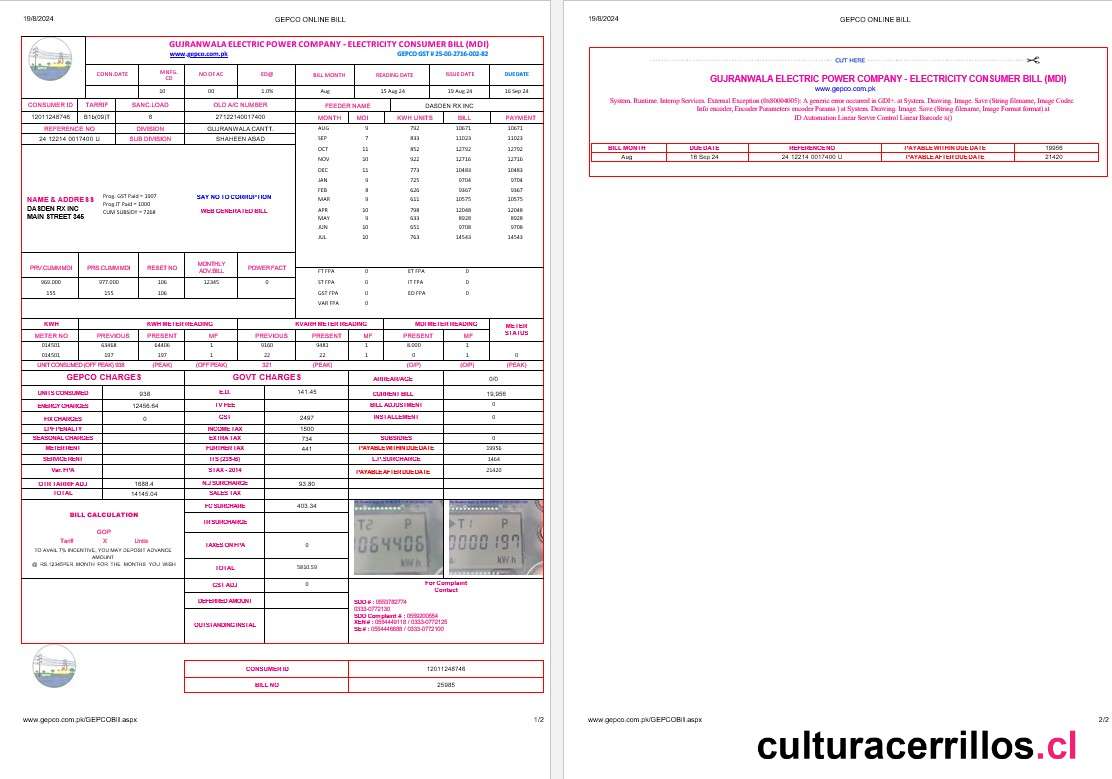 19/8/2024 GEPCO ONLINE BILL
GUJRANWALA ELECTRIC POWER COMPANY - ELECTRICITY CONSUMER BILL (MDI)
www.gepco.com.pk GEPCO GST # 25-00-2716-002-82
CONN.DATE MNFG. CD NO OF AC ED@ BILL MONTH READING DATE ISSUE DATE DUE DATE
10 00 1.0% Aug 15 Aug 24 19 Aug 24 16 Sep 24
CONSUMER ID TARRIF SANC.LOAD OLD A/C NUMBER FEEDER NAME DASDEN RX INC
12011248746 B1b(09)T 6 27122140017400 MONTH MDI KWH UNITS BILL PAYMENT
REFERENCE NO DIVISION GUJRANWALA CANTT.
24 12214 0017400 U SUB DIVISION SHAHEEN ASAD
AUG 9 792 10671 10671
SEP 7 833 11023 11023
OCT 11 852 12792 12792
NOV 10 922 12716 12716
DEC 11 773 10483 10483
JAN 9 725 9704 9704
FEB 8 626 9367 9367
MAR 9 611 10575 10575
APR 10 798 12048 12048
MAY 9 633 8928 8928
JUN 10 651 9708 9708
JUL 10 763 14543 14543
NAME & ADDRESS
DASDEN RX INC
MAIN STREET 345
Prog. GST Paid = 1007
Prog.IT Paid = 1000
CUM SUBSIDY = 7268
SAY NO TO CORRUPTION
WEB GENERATED BILL
PRV.CUMM.MDI PRS.CUMM.MDI RESET NO MONTHLY ADV.BILL POWER FACT
969.000 977.000 106 12345 0
155 155 106
FT FPA 0 ET FPA 0
ST FPA 0 IT FPA 0
GST FPA 0 ED FPA 0
VAR FPA 0
KWH KWH METER READING KVARH METER READING MDI METER READING METER STATUS
METER NO PREVIOUS PRESENT MF PREVIOUS PRESENT MF PRESENT MF
014501 63468 64406 1 9160 9481 1 8.000 1
014501 197 197 1 22 22 1 0 1 0
UNIT CONSUMED (OFF PEAK) 938 (PEAK) (OFF PEAK) 321 (PEAK) (O/P) (O/P) (PEAK)
GEPCO CHARGES GOVT CHARGES ARREAR/AGE 0/0
UNITS CONSUMED 938 E.D. 141.45 CURRENT BILL 19,956
ENERGY CHARGES 12456.64 TV FEE BILL ADJUSTMENT 0
FIX CHARGES 0 GST 2497 INSTALLEMENT 0
LPF PENALTY INCOME TAX 1500
SEASONAL CHARGES EXTRA TAX 734 SUBSIDIES 0
METER RENT FURTHER TAX 441 PAYABLE WITHIN DUE DATE 19956
SERVICE RENT ITS (235-B) L.P.SURCHARGE 1464
Var. FPA STAX - 2014 PAYABLE AFTER DUE DATE 21420
QTR TARRIF ADJ 1688.4 N.J SURCHARGE 93.80
TOTAL 14145.04 SALES TAX
FC SURCHARE 403.34
TR SURCHARGE
TAXES ON FPA 0
TOTAL 5810.59
GST. ADJ 0
DEFERRED AMOUNT
OUTSTANDING INSTAL
BILL CALCULATION
GOP
Tariff X Units
TO AVAIL 7% INCENTIVE, YOU MAY DEPOSIT ADVANCE
AMOUNT
@ RS.12345PER MONTH FOR THE MONTHS YOU WISH
T2 P
064406
kW h
T1 P
0000197
kW h
For Complaint
Contact
SDO # : 0553782774
0333-0772130
SDO Complaint # : 0559200554
XEN # : 0554449118 / 0333-0772125
SE # : 0554446888 / 0333-0772100
CONSUMER ID 12011248746
BILL NO 25985
www.gepco.com.pk/GEPCOBill.aspx 1/2
19/8/2024 GEPCO ONLINE BILL
CUT HERE
GUJRANWALA ELECTRIC POWER COMPANY - ELECTRICITY CONSUMER BILL (MDI)
www.gepco.com.pk
System. Runtime. Interop Services. External Exception (0x80004005): A generic error occurred in GDI+. at System. Drawing. Image. Save (String filename, Image Codec
Info encoder, Encoder Parameters encoder Params ) at System. Drawing. Image. Save (String filename, Image Format format) at
ID Automation Linear Server Control Linear Barcode x()
BILL MONTH DUE DATE REFERENCE NO PAYABLE WITHIN DUE DATE 19956
Aug 16 Sep 24 24 12214 0017400 U PAYABLE AFTER DUE DATE 21420
www.gepco.com.pk/GEPCOBill.aspx 2/2
culturacerrillos.cl